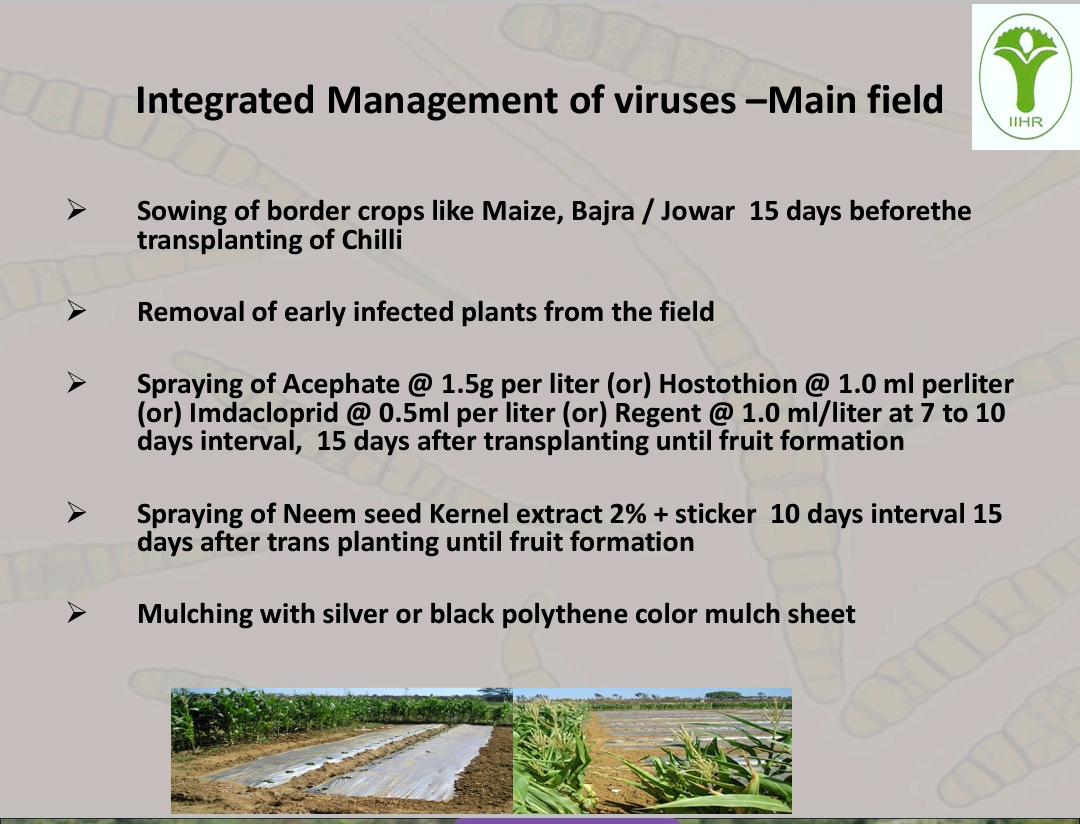 Integrated Management of viruses –Main field
IIHR
Sowing of border crops like Maize, Bajra / Jowar 15 days beforethe
transplanting of Chilli
Removal of early infected plants from the field
Spraying of Acephate @ 1.5g per liter (or) Hostothion @ 1.0 ml perliter
(or) Imdacloprid @ 0.5ml per liter (or) Regent @ 1.0 ml/liter at 7 to 10
days interval, 15 days after transplanting until fruit formation
Spraying of Neem seed Kernel extract 2% + sticker 10 days interval 15
days after trans planting until fruit formation
Mulching with silver or black polythene color mulch sheet